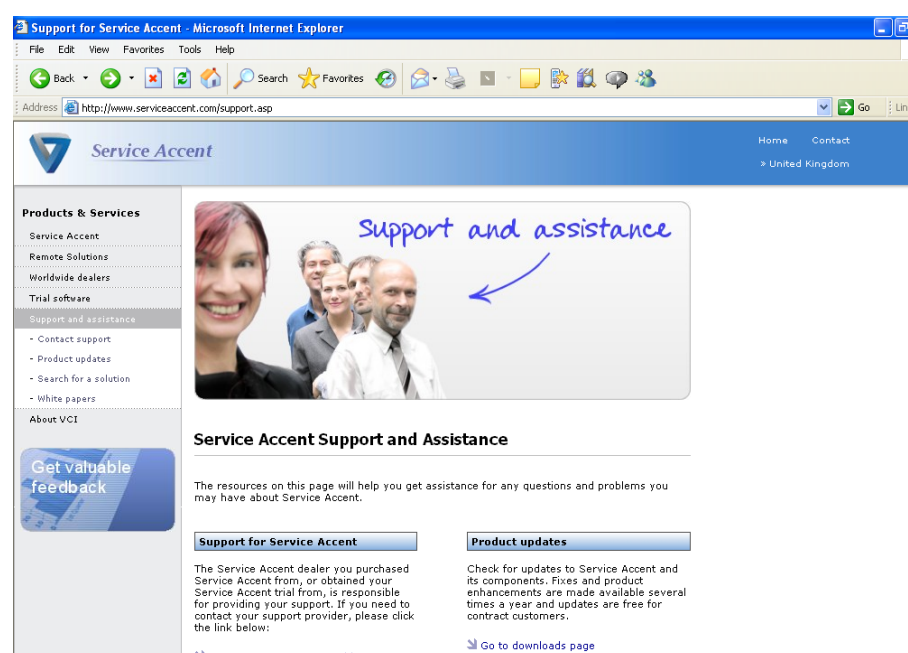 Support for Service Accent - Microsoft Internet Explorer
File Edit View Favorites Tools Help
Back Search Favorites
Address http://www.serviceaccent.com/support.asp Go Lin
Service Accent
Home Contact
» United Kingdom
Products & Services
Service Accent
Remote Solutions
Worldwide dealers
Trial software
Support and assistance
- Contact support
- Product updates
- Search for a solution
- White papers
About VCI
Get valuable
feedback
Support and assistance
Service Accent Support and Assistance
The resources on this page will help you get assistance for any questions and problems you
may have about Service Accent.
Support for Service Accent
The Service Accent dealer you purchased
Service Accent from, or obtained your
Service Accent trial from, is responsible
for providing your support. If you need to
contact your support provider, please click
the link below:
Product updates
Check for updates to Service Accent and
its components. Fixes and product
enhancements are made available several
times a year and updates are free for
contract customers.
Go to downloads page